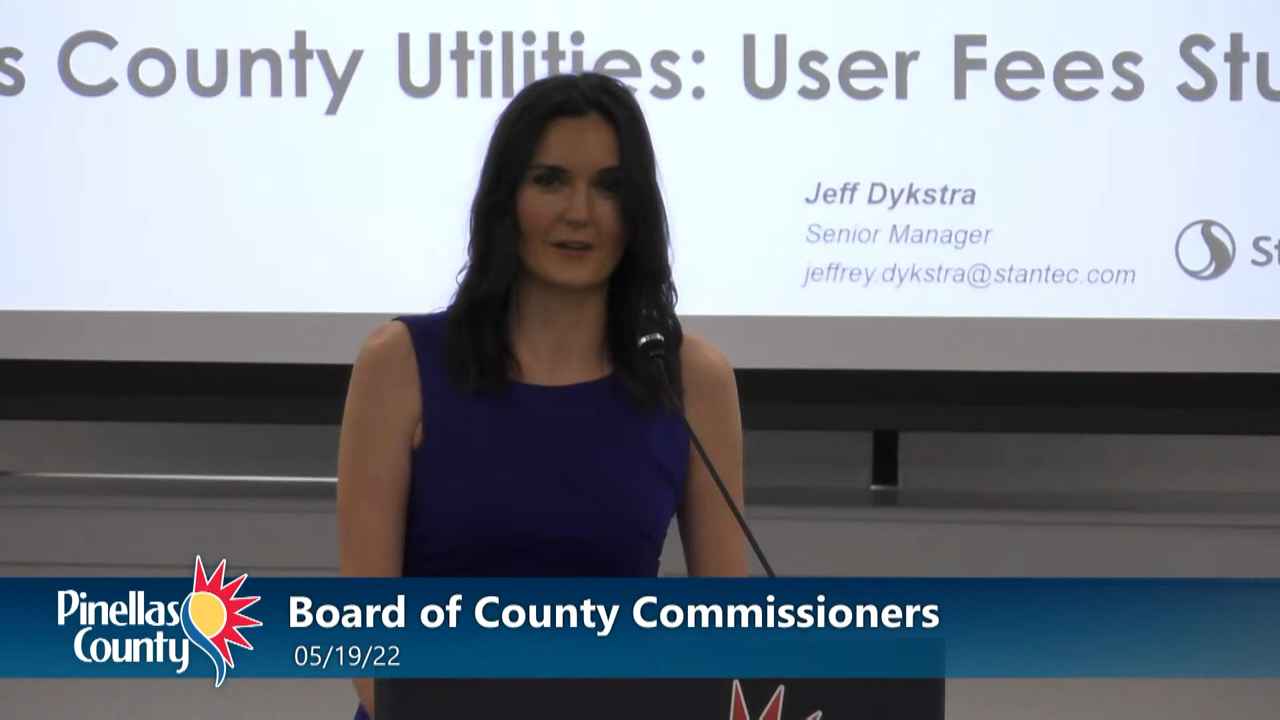 s County Utilities: User Fees Stu
Jeff Dykstra
Senior Manager
jeffrey.dykstra@stantec.com
St
Pinellas
County
Board of County Commissioners
05/19/22